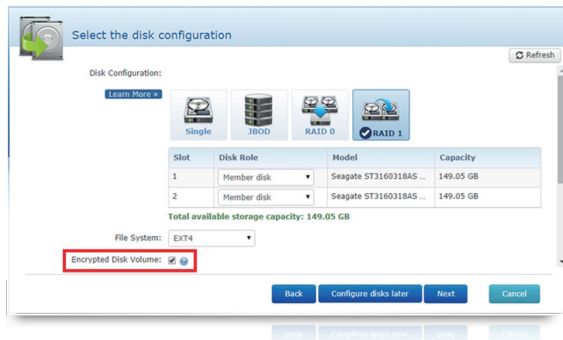 Select the disk configuration
Refresh
Disk Configuration:
Learn More »
Single JBOD RAID 0 RAID 1
Slot Disk Role Model Capacity
1 Member disk Seagate ST3160318AS ... 149.05 GB
2 Member disk Seagate ST3160318AS ... 149.05 GB
Total available storage capacity: 149.05 GB
File System: EXT4
Encrypted Disk Volume:
Back Configure disks later Next Cancel